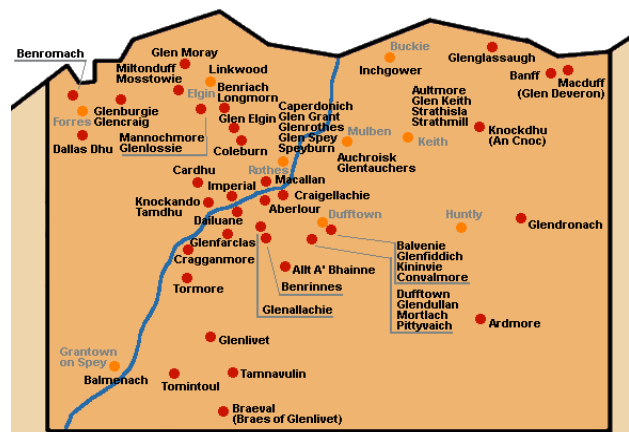 Benromach
Glen Moray
Miltonduff
Mosstowie
Linkwood
Buckie
Inchgower
Glenglassaugh
Banff
Macduff
(Glen Deveron)
Elgin
Benriach
Longmorn
Forres
Glenburgie
Glencraig
Dallas Dhu
Mannochmore
Glenlossie
Glen Elgin
Coleburn
Caperdonich
Glen Grant
Glenrothes
Glen Spey
Speyburn
Mulben
Auchroisk
Glentauchers
Aultmore
Glen Keith
Strathisla
Strathmill
Keith
Knockdhu
(An Cnoc)
Rothes
Cardhu
Imperial
Macallan
Craigellachie
Knockando
Tamdhu
Aberlour
Dailuane
Dufftown
Huntly
Glendronach
Glenfarclas
Cragganmore
Balvenie
Glenfiddich
Kininvie
Convalmore
Allt A' Bhainne
Benrinnes
Tormore
Glenallachie
Dufftown
Glendullan
Mortlach
Pittyvaich
Ardmore
Glenlivet
Grantown
on Spey
Balmenach
Tomintoul
Tamnavulin
Braeval
(Braes of Glenlivet)